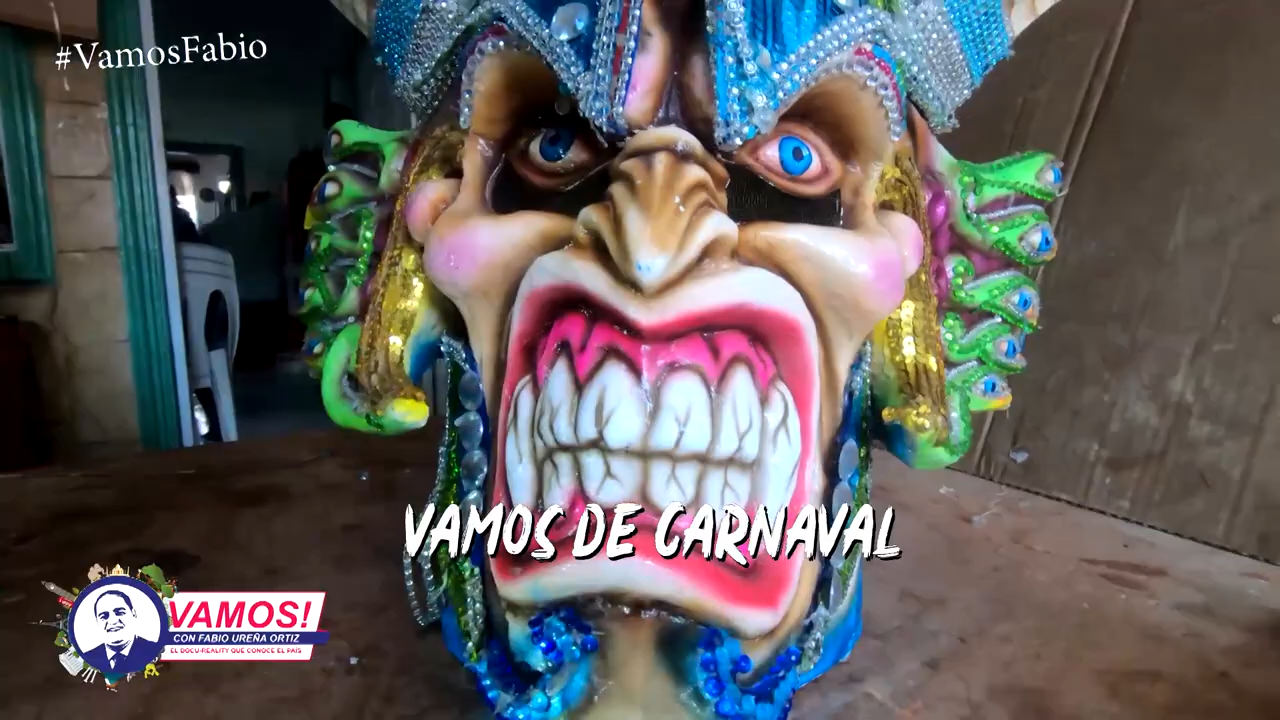 #VamosFabio
VAMOS DE CARNAVAL
VAMOS!
CON FABIO UREÑA ORTIZ
EL DOCU-REALITY QUE CONOCE EL PAÍS